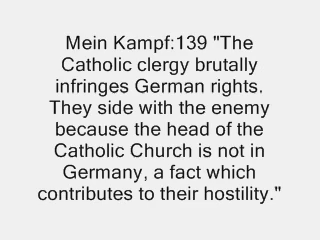 Mein Kampf:139 "The
Catholic clergy brutally
infringes German rights.
They side with the enemy
because the head of the
Catholic Church is not in
Germany, a fact which
contributes to their hostility."